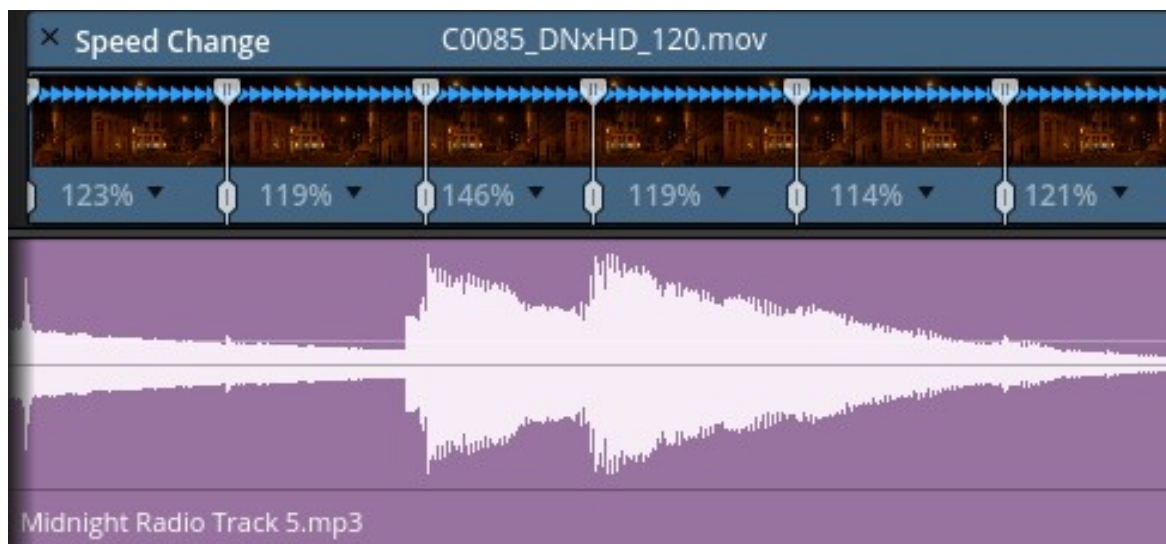 × Speed Change C0085_DNxHD_120.mov
123% ▼ 119% ▼ 146% ▼ 119% ▼ 114% ▼ 121% ▼
Midnight Radio Track 5.mp3